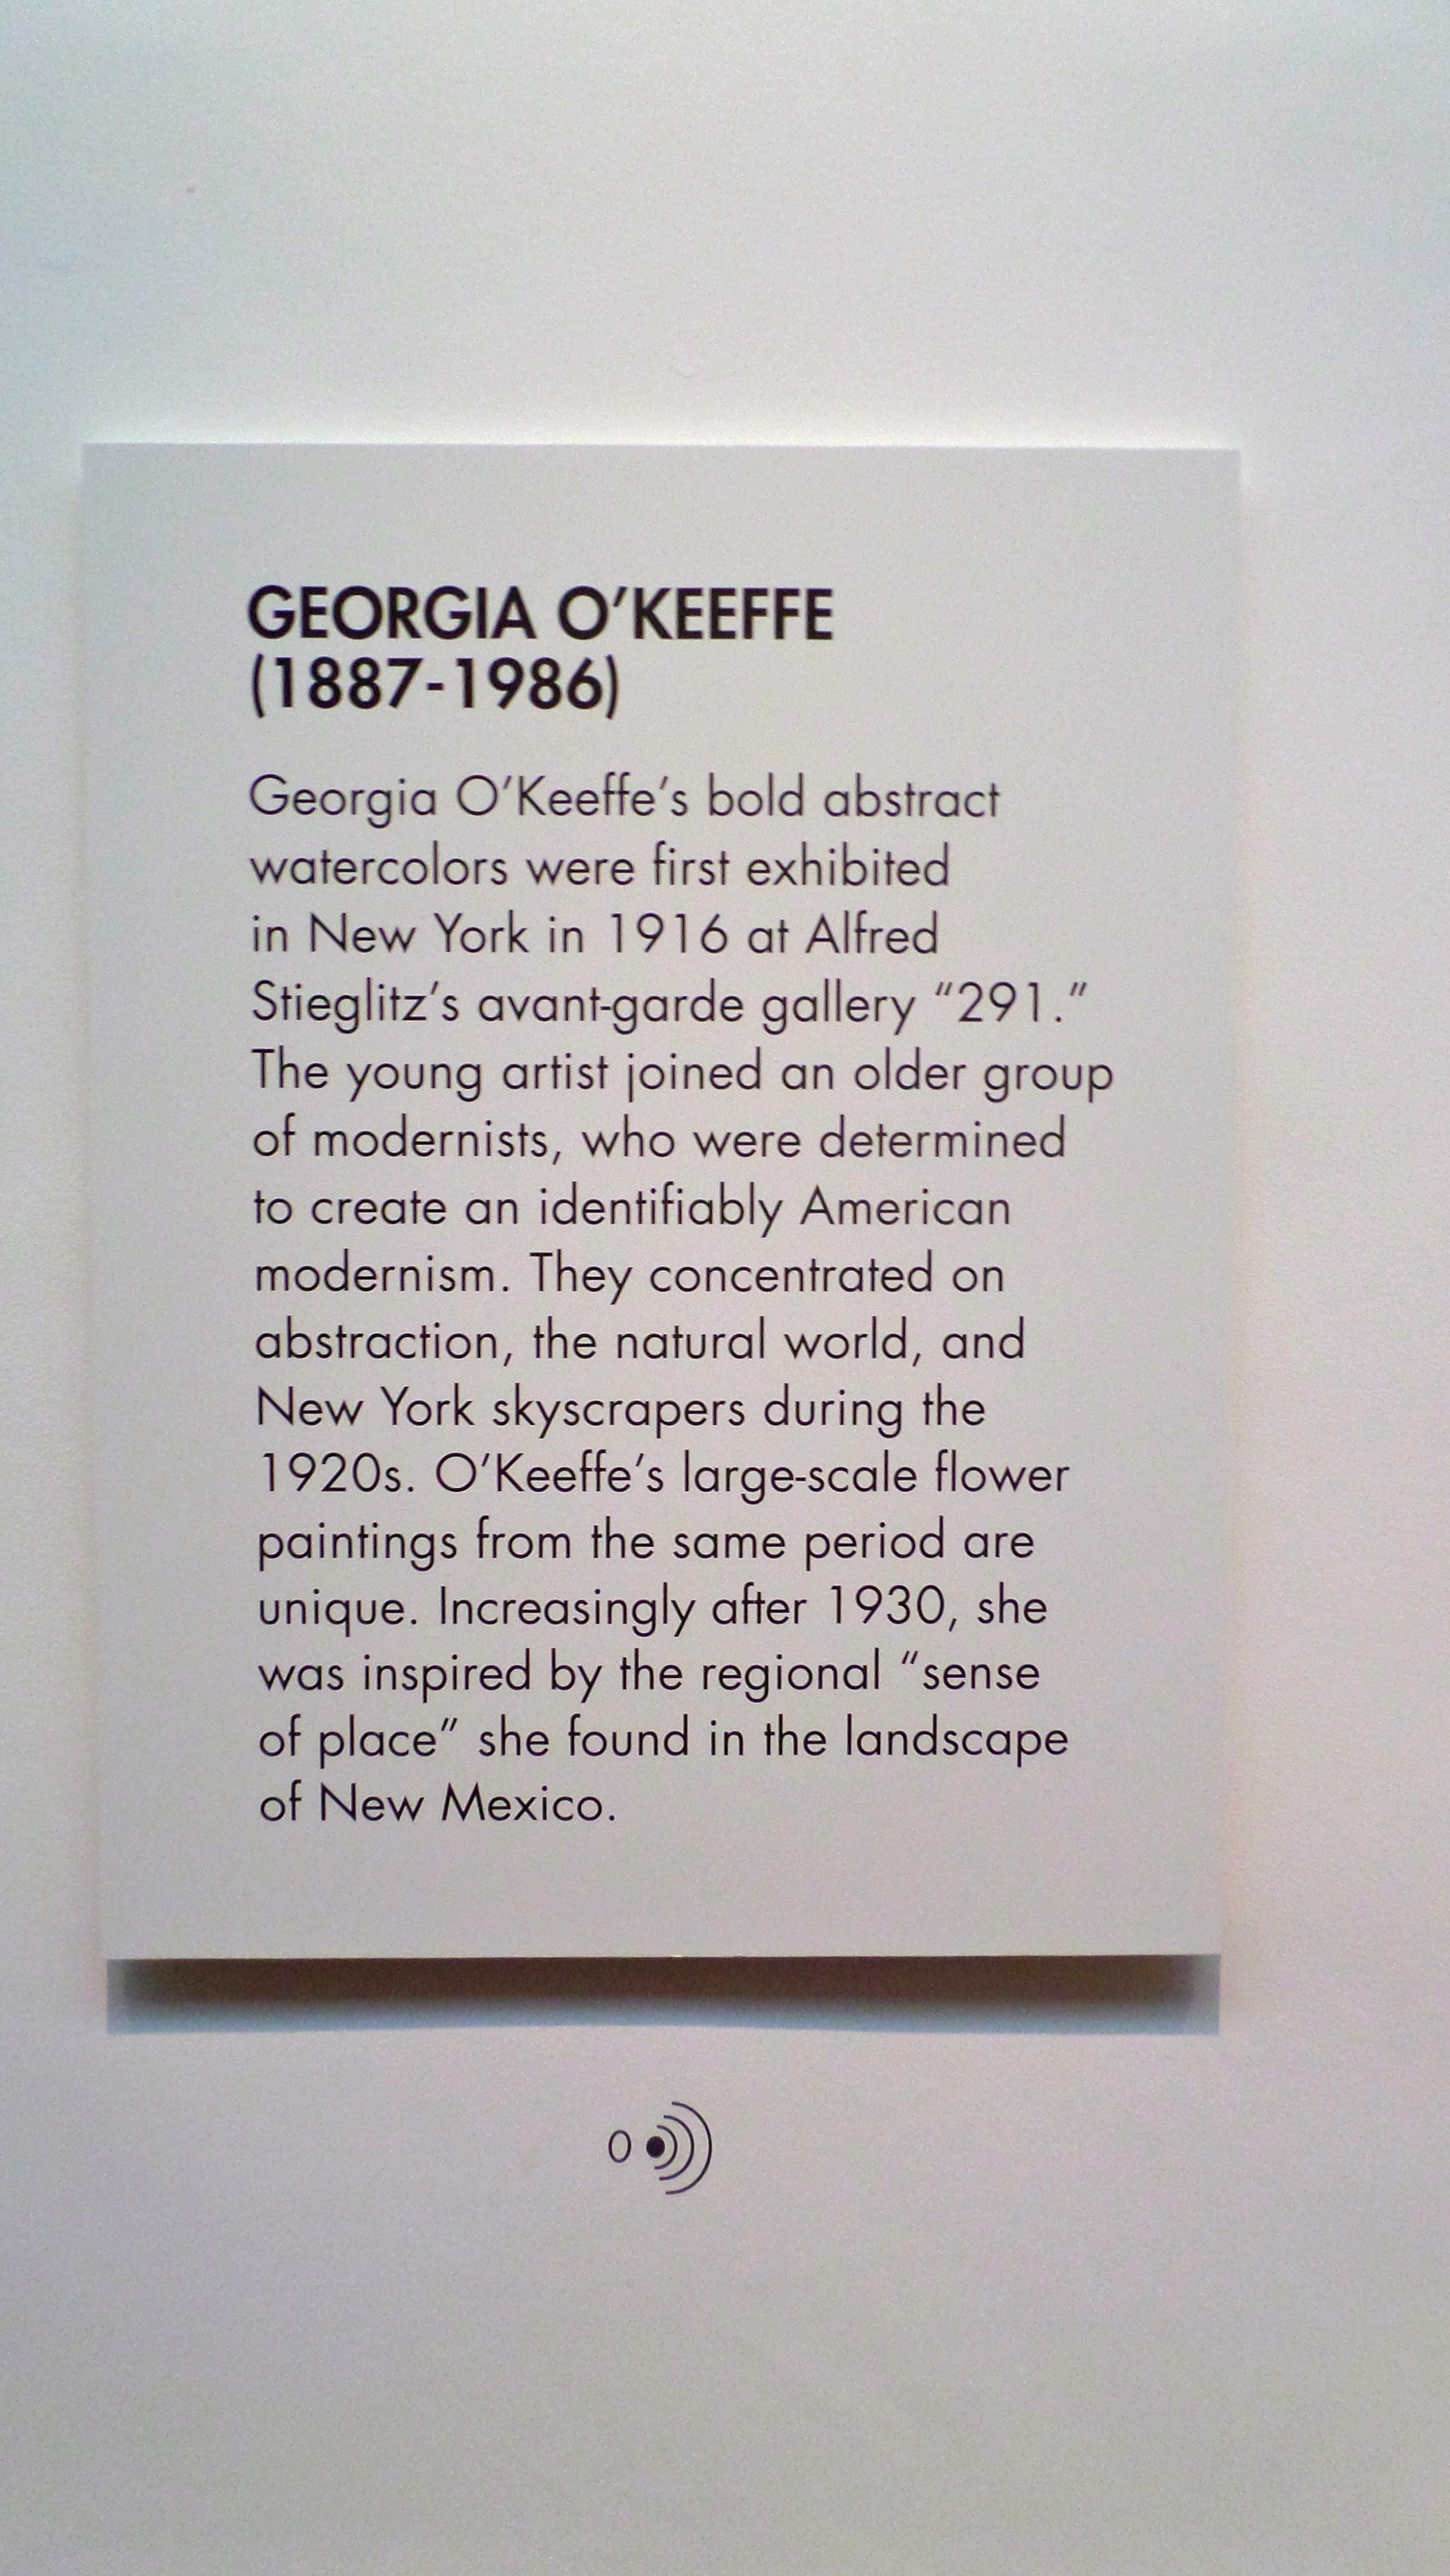 GEORGIA O’KEEFFE
(1887-1986)
Georgia O’Keeffe’s bold abstract
watercolors were first exhibited
in New York in 1916 at Alfred
Stieglitz’s avant-garde gallery “291.”
The young artist joined an older group
of modernists, who were determined
to create an identifiably American
modernism. They concentrated on
abstraction, the natural world, and
New York skyscrapers during the
1920s. O’Keeffe’s large-scale flower
paintings from the same period are
unique. Increasingly after 1930, she
was inspired by the regional “sense
of place” she found in the landscape
of New Mexico.